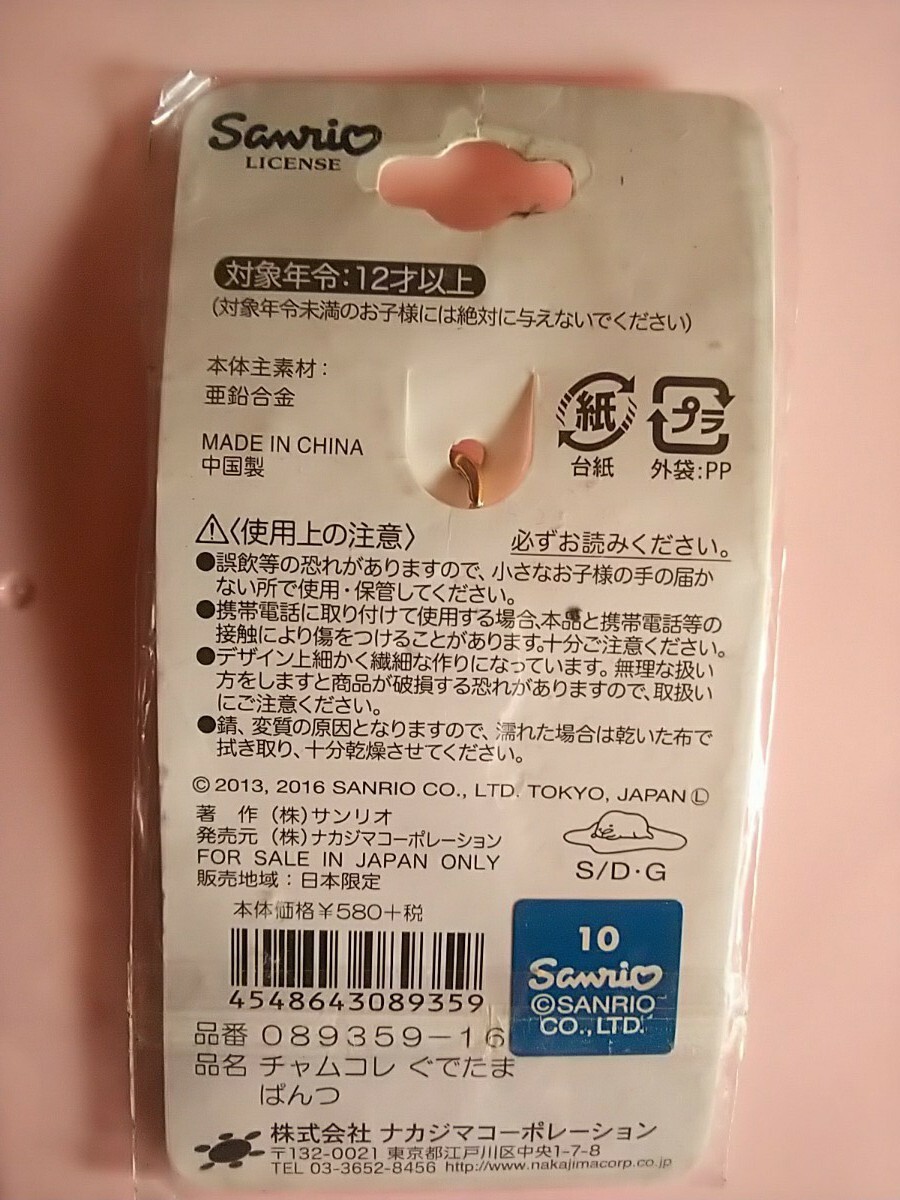 Sanrio
LICENSE
対象年令:12才以上
(対象年令未満のお子様には絶対に与えないでください)
本体主素材:
亜鉛合金
MADE IN CHINA
中国製
紙
台紙
プラ
外袋:PP
⚠〈使用上の注意〉 必ずお読みください。
●誤飲等の恐れがありますので、小さなお子様の手の届か
ない所で使用・保管してください。
●携帯電話に取り付けて使用する場合、本品と携帯電話等の
接触により傷をつけることがあります。十分ご注意ください。
●デザイン上細かく繊細な作りになっています。無理な扱い
方をしますと商品が破損する恐れがありますので、取扱い
にご注意ください。
●錆、変質の原因となりますので、濡れた場合は乾いた布で
拭き取り、十分乾燥させてください。
©2013, 2016 SANRIO CO., LTD. TOKYO, JAPAN Ⓛ
著 作 (株)サンリオ
発売元 (株)ナカジマコーポレーション
FOR SALE IN JAPAN ONLY
販売地域:日本限定
S/D・G
本体価格¥580+税
4548643089359
10
Sanrio
©SANRIO
CO., LTD.
品番 089359-16
品名 チャムコレ ぐでたま
ぱんつ
株式会社 ナカジマコーポレーション
〒132-0021 東京都江戸川区中央1-7-8
TEL 03-3652-8456 http://www.nakajimacorp.co.jp